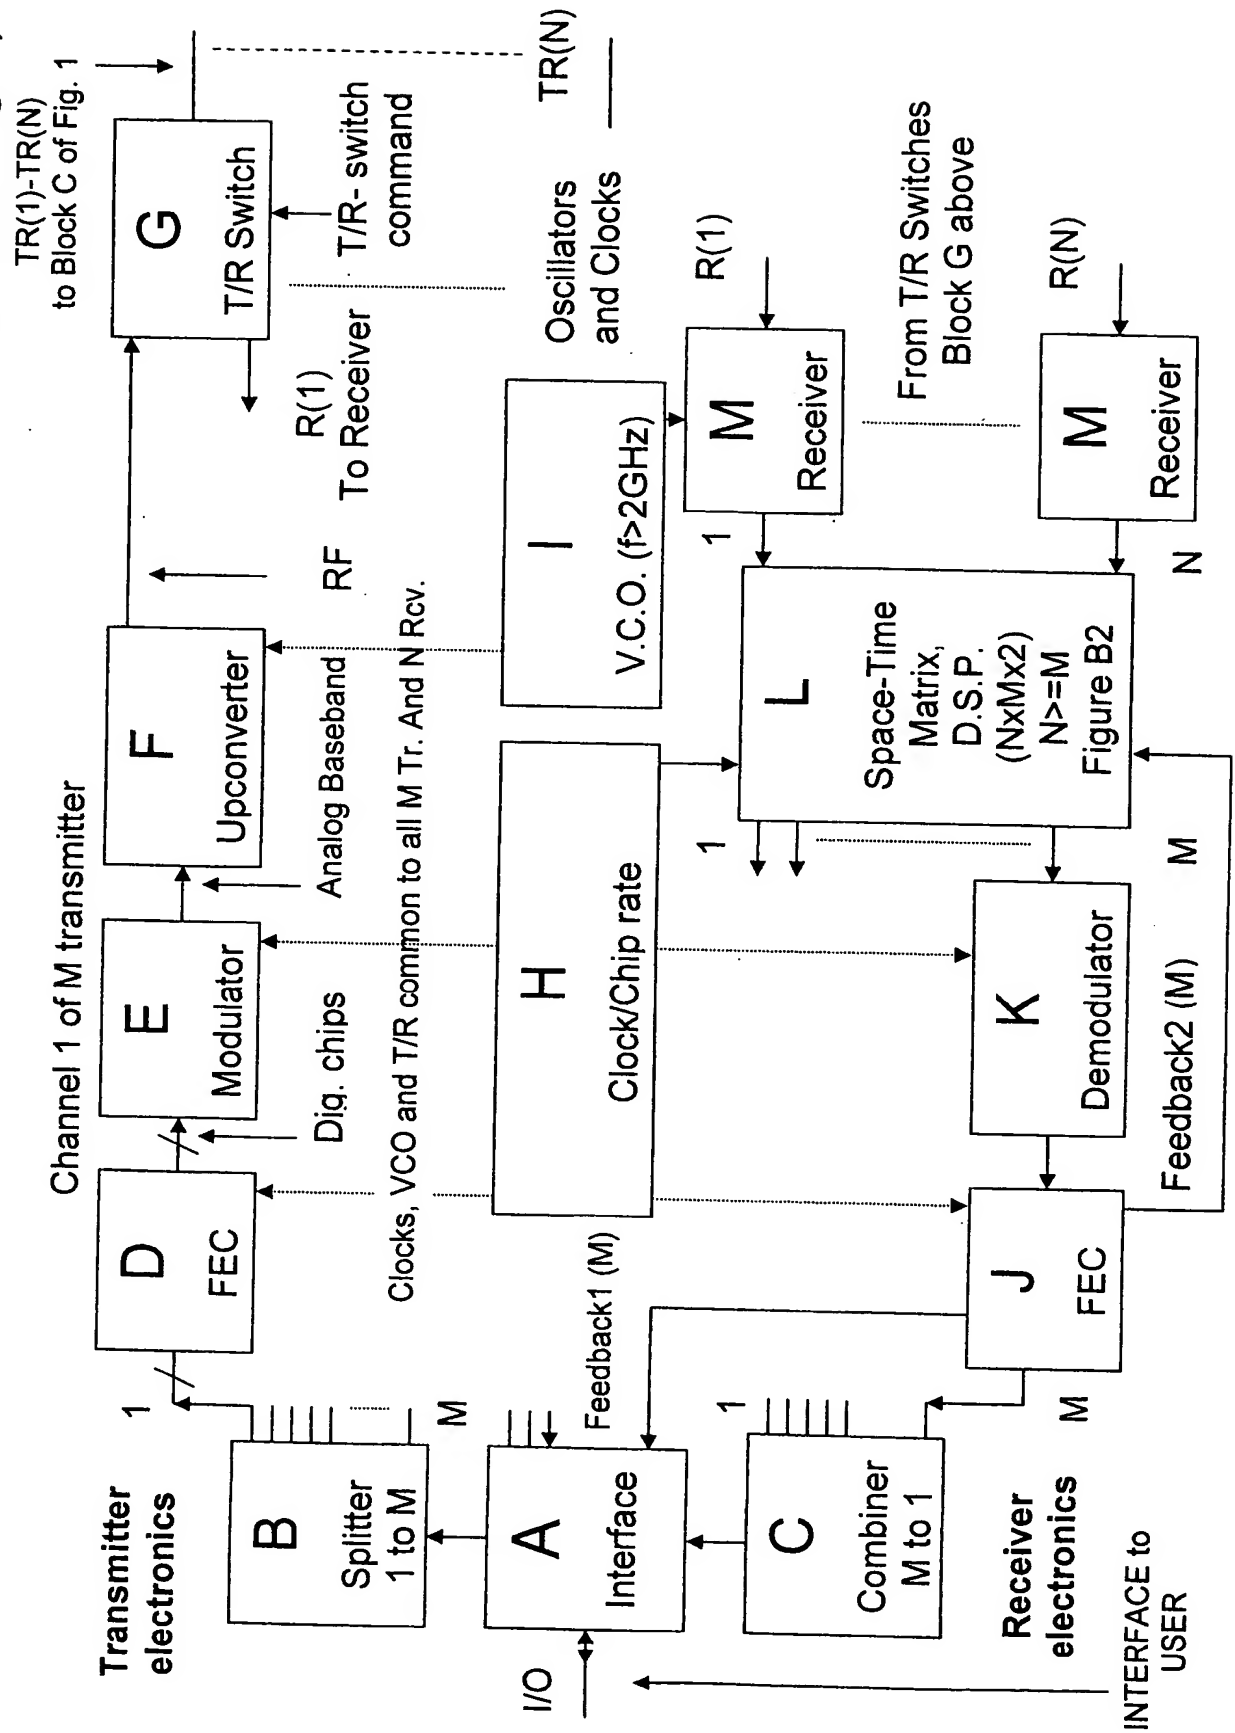 TR(1)-TR(N)
to Block C of Fig. 1
Channel 1 of M transmitter
Transmitter
electronics
1
B
Splitter
1 to M
M
D
FEC
Dig. chips
E
Modulator
Analog Baseband
F
Upconverter
RF
G
T/R Switch
R(1)
To Receiver
T/R- switch
command
TR(N)
Clocks, VCO and T/R common to all M Tr. And N Rcv.
I/O
A
Interface
Feedback1 (M)
H
Clock/Chip rate
I
V.C.O. (f>2GHz)
Oscillators
and Clocks
C
Combiner
M to 1
1
M
Receiver
electronics
INTERFACE to
USER
J
FEC
K
Demodulator
Feedback2 (M)
1
M
L
Space-Time
Matrix,
D.S.P.
(NxMx2)
N>=M
Figure B2
1
N
M
Receiver
R(1)
From T/R Switches
Block G above
M
Receiver
R(N)